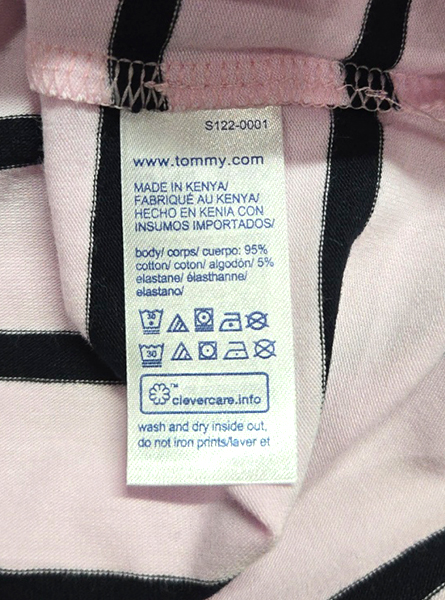 S122-0001
www.tommy.com
MADE IN KENYA/
FABRIQUÉ AU KENYA/
HECHO EN KENIA CON
INSUMOS IMPORTADOS/
body/ corps/ cuerpo: 95%
cotton/ coton/ algodón/ 5%
elastane/ élasthanne/
elastano/
30
30
clevercare.info™
wash and dry inside out,
do not iron prints/laver et